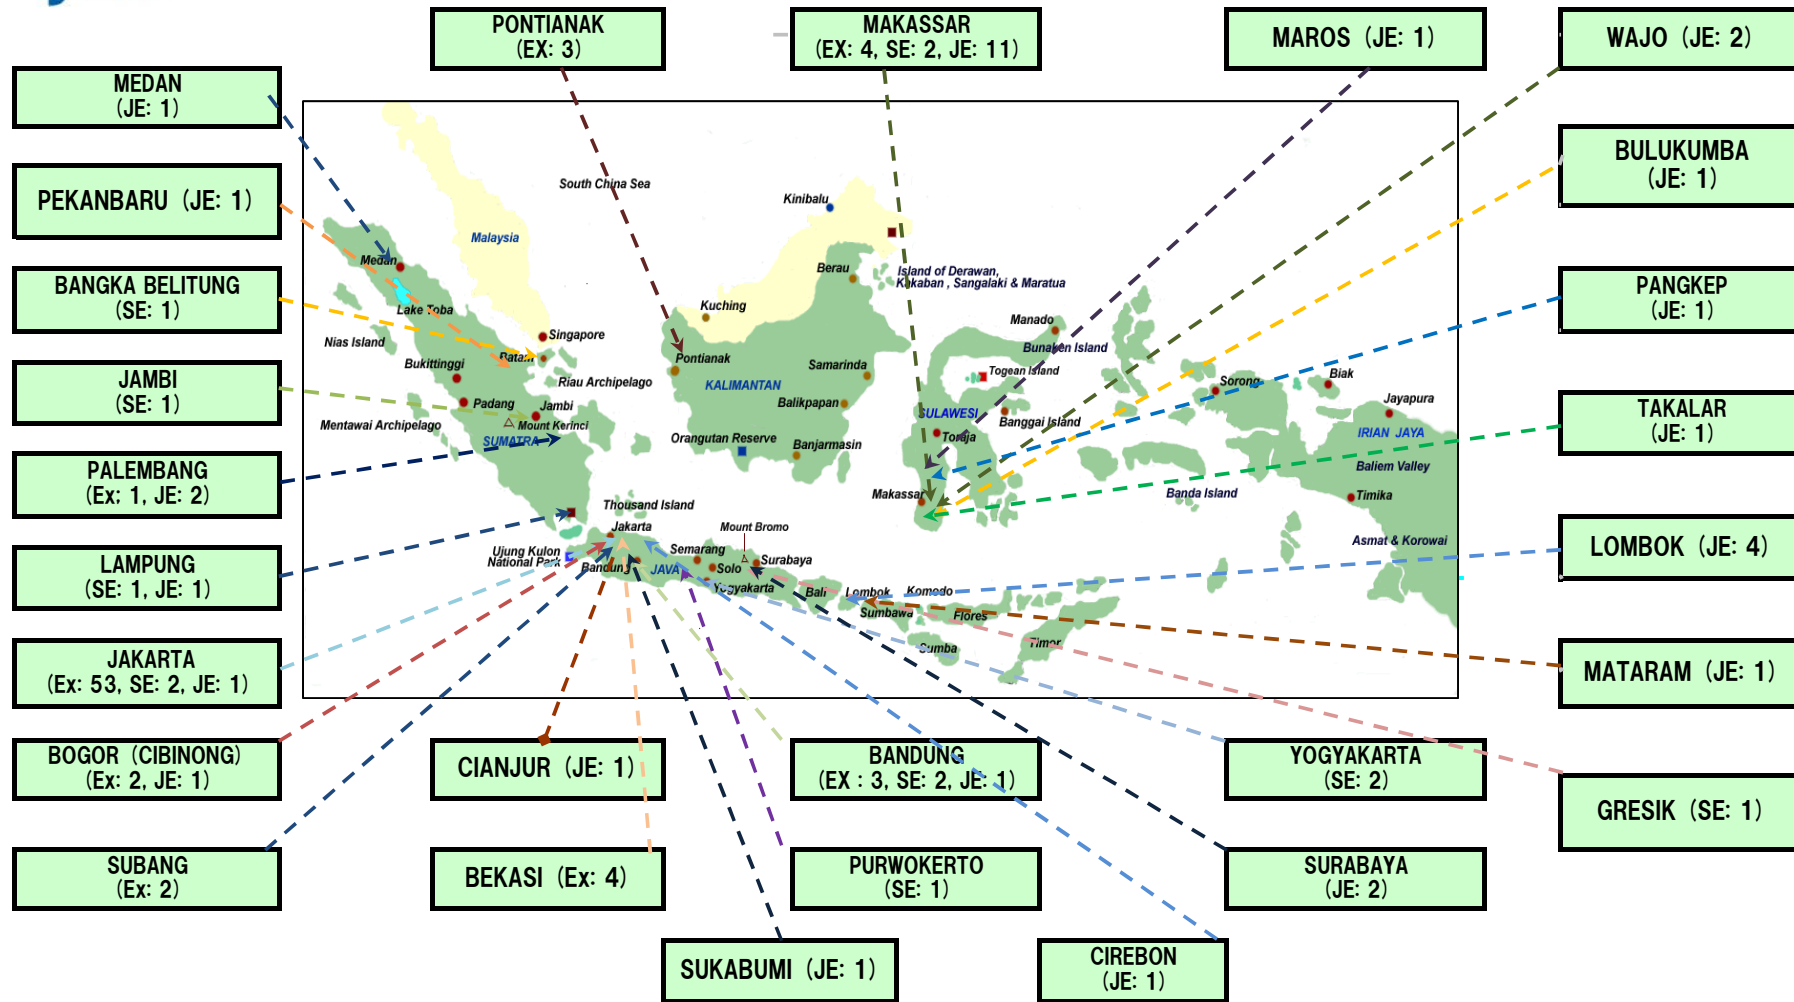 PONTIANAK
(EX: 3)
MAKASSAR
(EX: 4, SE: 2, JE: 11)
MAROS (JE: 1)
WAJO (JE: 2)
MEDAN
(JE: 1)
BULUKUMBA
(JE: 1)
PEKANBARU (JE: 1)
BANGKA BELITUNG
(SE: 1)
PANGKEP
(JE: 1)
JAMBI
(SE: 1)
TAKALAR
(JE: 1)
PALEMBANG
(Ex: 1, JE: 2)
LAMPUNG
(SE: 1, JE: 1)
LOMBOK (JE: 4)
JAKARTA
(Ex: 53, SE: 2, JE: 1)
MATARAM (JE: 1)
BOGOR (CIBINONG)
(Ex: 2, JE: 1)
CIANJUR (JE: 1)
BANDUNG
(EX : 3, SE: 2, JE: 1)
YOGYAKARTA
(SE: 2)
GRESIK (SE: 1)
SUBANG
(Ex: 2)
BEKASI (Ex: 4)
PURWOKERTO
(SE: 1)
SURABAYA
(JE: 2)
SUKABUMI (JE: 1)
CIREBON
(JE: 1)
South China Sea
Kinibalu
Malaysia
Medan
Berau
Island of Derawan,
Kakaban , Sangalaki & Maratua
Lake Toba
Kuching
Manado
Nias Island
Singapore
Bunaken Island
Batam
Bukittinggi
Pontianak
Samarinda
Togean Island
Riau Archipelago
KALIMANTAN
Sorong
Biak
Padang
Jambi
Balikpapan
SULAWESI
Banggai Island
Jayapura
Mentawai Archipelago
Mount Kerinci
SUMATRA
Orangutan Reserve
Banjarmasin
Toraja
IRIAN JAYA
Baliem Valley
Makassar
Banda Island
Timika
Thousand Island
Jakarta
Mount Bromo
Asmat & Korowai
Ujung Kulon
National Park
Bandung
JAVA
Semarang
Solo
Surabaya
Yogyakarta
Bali
Lombok
Komodo
Sumbawa
Flores
Sumba
Timor